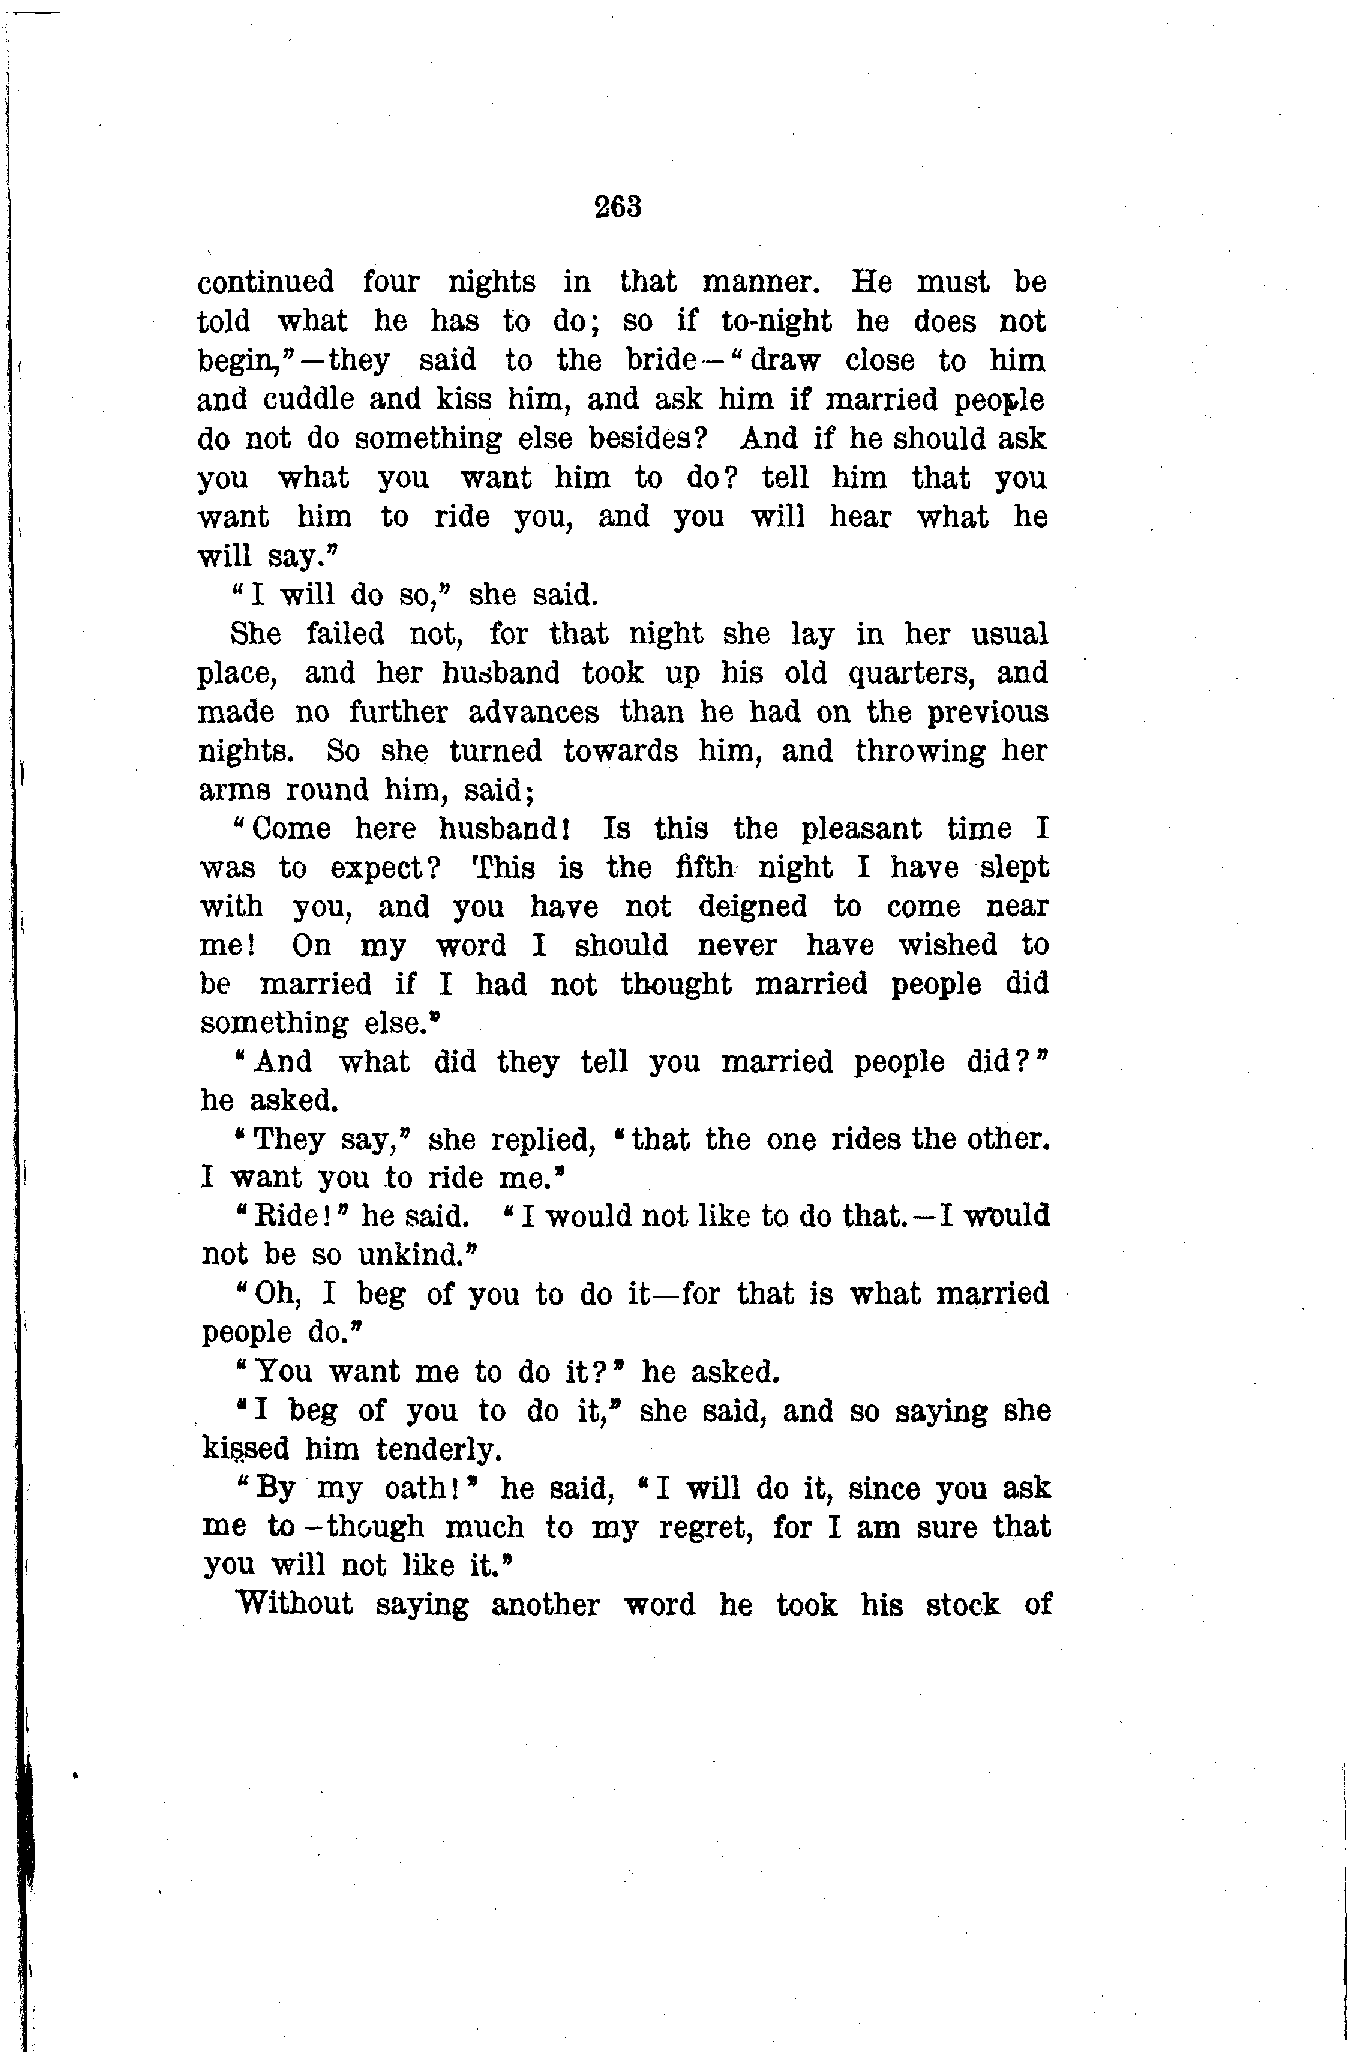 263
continued four nights in that manner. He must be
told what he has to do; so if to-night he does not
begin,”—they said to the bride—“draw close to him
and cuddle and kiss him, and ask him if married people
do not do something else besides? And if he should ask
you what you want him to do? tell him that you
want him to ride you, and you will hear what he
will say.”
“I will do so,” she said.
She failed not, for that night she lay in her usual
place, and her husband took up his old quarters, and
made no further advances than he had on the previous
nights. So she turned towards him, and throwing her
arms round him, said;
“Come here husband! Is this the pleasant time I
was to expect? This is the fifth night I have slept
with you, and you have not deigned to come near
me! On my word I should never have wished to
be married if I had not thought married people did
something else.”
“And what did they tell you married people did?”
he asked.
“They say,” she replied, “that the one rides the other.
I want you to ride me.”
“Ride!” he said. “I would not like to do that.—I would
not be so unkind.”
“Oh, I beg of you to do it—for that is what married
people do.”
“You want me to do it?” he asked.
“I beg of you to do it,” she said, and so saying she
kissed him tenderly.
“By my oath!” he said, “I will do it, since you ask
me to—though much to my regret, for I am sure that
you will not like it.”
Without saying another word he took his stock of